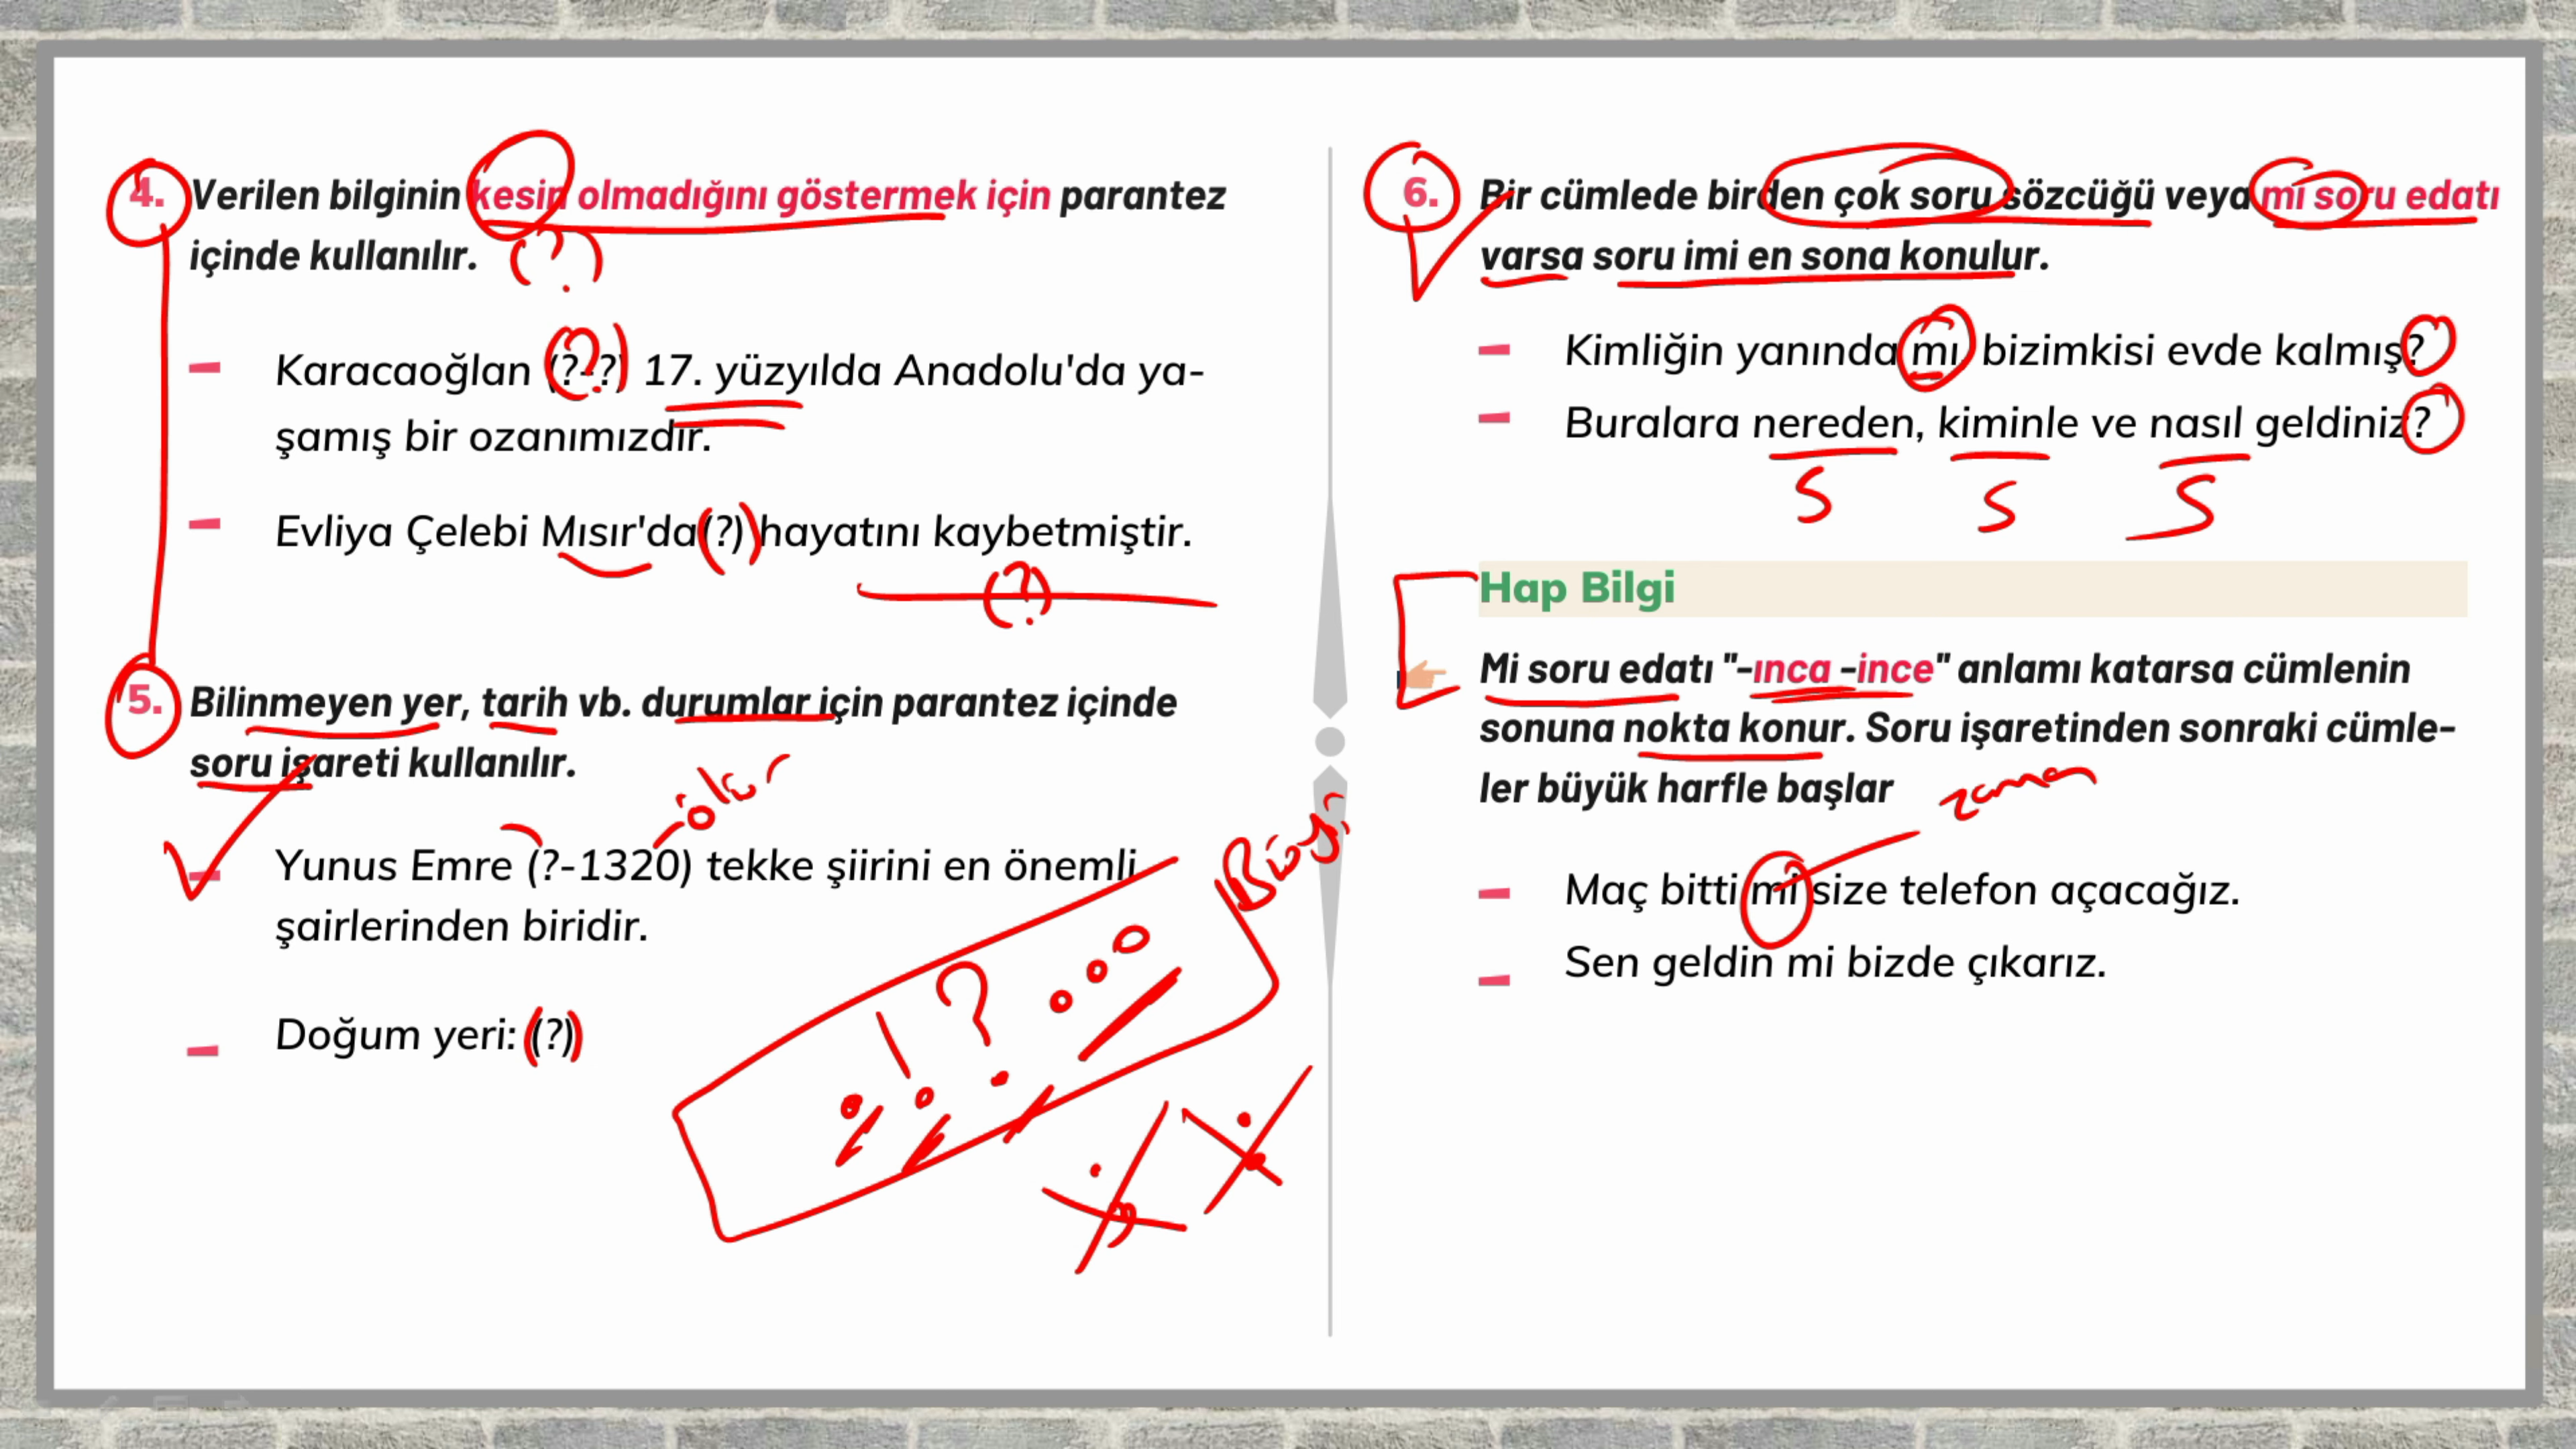 4. Verilen bilginin kesin olmadığını göstermek için parantez
içinde kullanılır. (?)
- Karacaoğlan (?-?) 17. yüzyılda Anadolu'da ya-
şamış bir ozanımızdır.
- Evliya Çelebi Mısır'da(?) hayatını kaybetmiştir.
(?)
5. Bilinmeyen yer, tarih vb. durumlar için parantez içinde
soru işareti kullanılır.
- Yunus Emre (?-1320) tekke şiirini en önemli
şairlerinden biridir.
- Doğum yeri: (?)
6. Bir cümlede birden çok soru sözcüğü veya mi soru edatı
varsa soru imi en sona konulur.
- Kimliğin yanında mı, bizimkisi evde kalmış?
- Buralara nereden, kiminle ve nasıl geldiniz?
S S S
Hap Bilgi
Mi soru edatı "-ınca -ince" anlamı katarsa cümlenin
sonuna nokta konur. Soru işaretinden sonraki cümle-
ler büyük harfle başlar
zaman
- Maç bitti mi size telefon açacağız.
- Sen geldin mi bizde çıkarız.